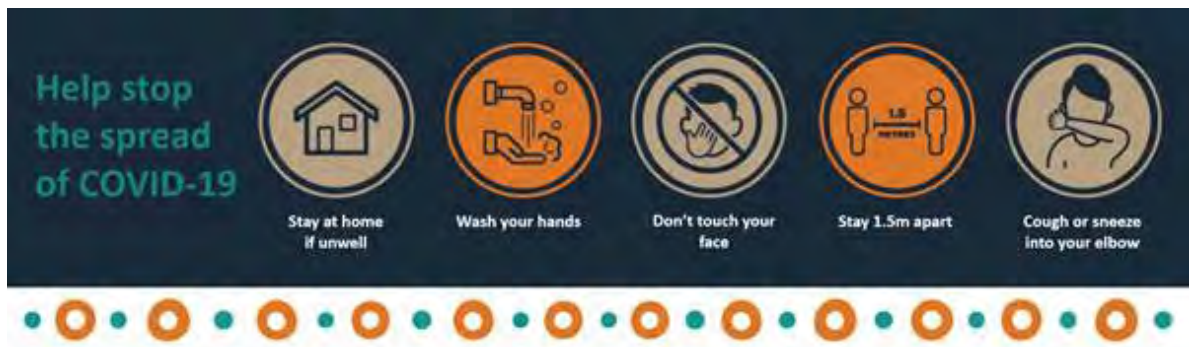 Help stop
the spread
of COVID-19
Stay at home
if unwell
Wash your hands
Don't touch your
face
1.5
METRES
Stay 1.5m apart
Cough or sneeze
into your elbow